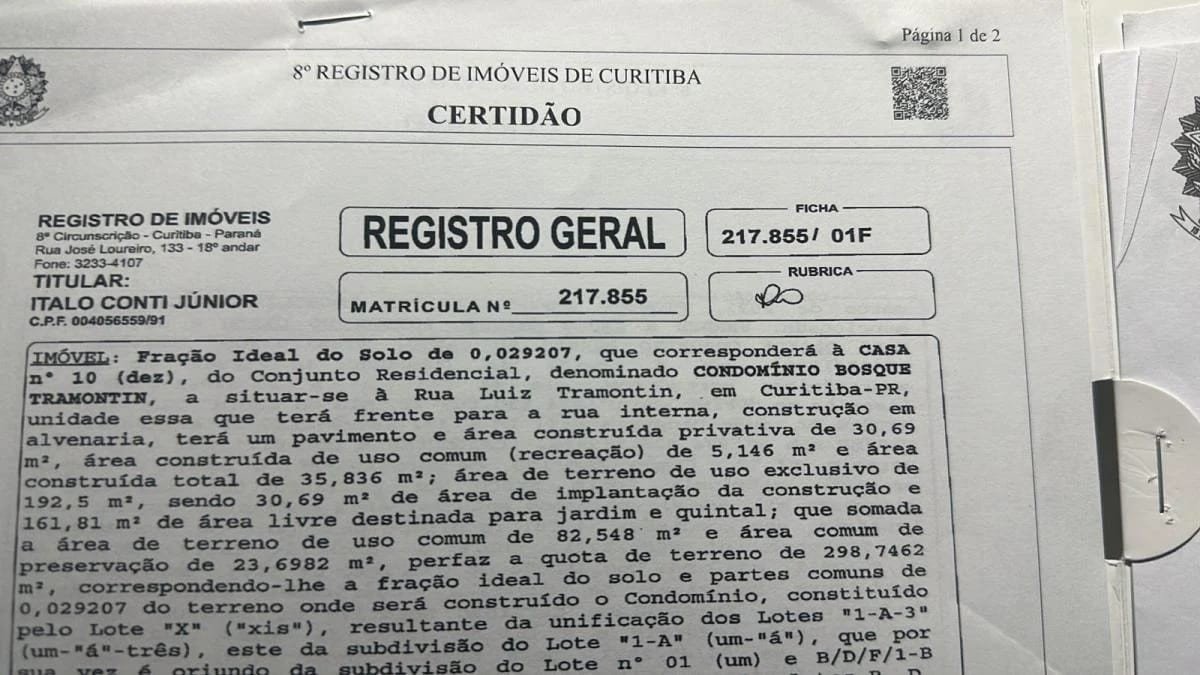 Página 1 de 2
8º REGISTRO DE IMÓVEIS DE CURITIBA
CERTIDÃO
REGISTRO DE IMÓVEIS
8ª Circunscrição - Curitiba - Paraná
Rua José Loureiro, 133 - 18º andar
Fone: 3233-4107
TITULAR:
ITALO CONTI JÚNIOR
C.P.F. 004056559/91
REGISTRO GERAL
MATRÍCULA Nº 217.855
FICHA
217.855/ 01F
RUBRICA
IMÓVEL: Fração Ideal do Solo de 0,029207, que corresponderá à CASA
n° 10 (dez), do Conjunto Residencial, denominado CONDOMÍNIO BOSQUE
TRAMONTIN, a situar-se à Rua Luiz Tramontin, em Curitiba-PR,
unidade essa que terá frente para a rua interna, construção em
alvenaria, terá um pavimento e área construída privativa de 30,69
m², área construída de uso comum (recreação) de 5,146 m² e área
construída total de 35,836 m²; área de terreno de uso exclusivo de
192,5 m², sendo 30,69 m² de área de implantação da construção e
161,81 m² de área livre destinada para jardim e quintal; que somada
a área de terreno de uso comum de 82,548 m² e área comum de
preservação de 23,6982 m², perfaz a quota de terreno de 298,7462
m², correspondendo-lhe a fração ideal do solo e partes comuns de
0,029207 do terreno onde será construído o Condomínio, constituído
pelo Lote "X" ("xis"), resultante da unificação dos Lotes "1-A-3"
(um-"á"-três), este da subdivisão do Lote "1-A" (um-"á"), que por
sua vez é oriundo da subdivisão do Lote n° 01 (um) e B/D/F/1-B